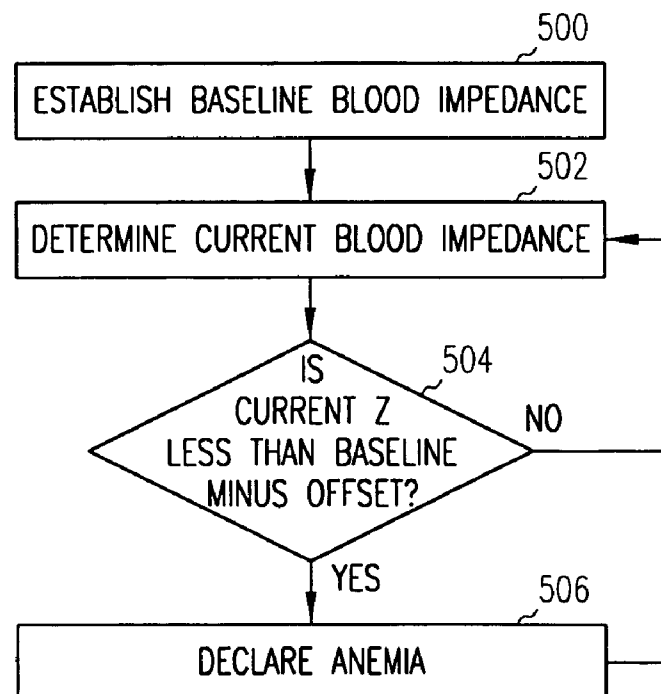 500
ESTABLISH BASELINE BLOOD IMPEDANCE
502
DETERMINE CURRENT BLOOD IMPEDANCE
504
IS
CURRENT Z
LESS THAN BASELINE
MINUS OFFSET?
NO
YES
506
DECLARE ANEMIA